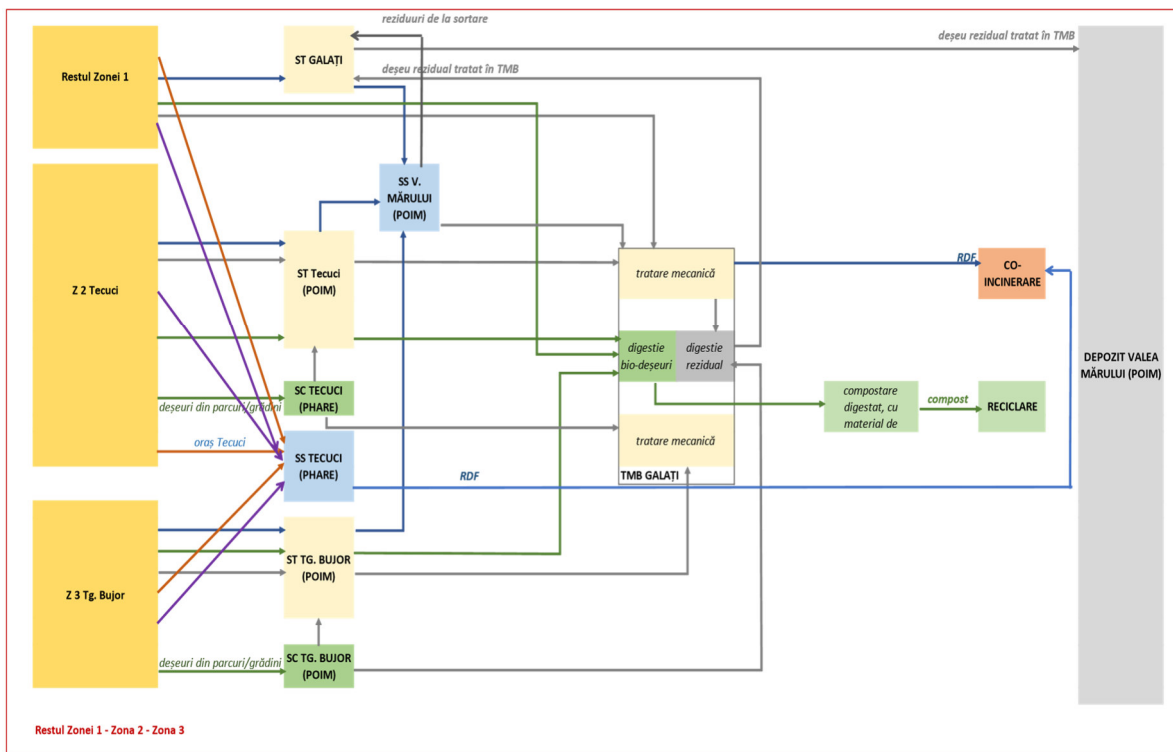 reziduuri de la sortare
deșeu rezidual tratat în TMB
ST GALAȚI
Restul Zonei 1
deșeu rezidual tratat în TMB
SS V.
MĂRULUI
(POIM)
ST Tecuci
(POIM)
Z 2 Tecuci
tratare mecanică
RDF
CO-
INCINERARE
digestie
bio-deșeuri
digestie
rezidual
DEPOZIT VALEA
MĂRULUI (POIM)
SC TECUCI
(PHARE)
deșeuri din parcuri/grădini
compostare
digestat, cu
material de
compost
RECICLARE
oraș Tecuci
SS TECUCI
(PHARE)
tratare mecanică
TMB GALAȚI
RDF
ST TG. BUJOR
(POIM)
Z 3 Tg. Bujor
deșeuri din parcuri/grădini
SC TG. BUJOR
(POIM)
Restul Zonei 1 - Zona 2 - Zona 3